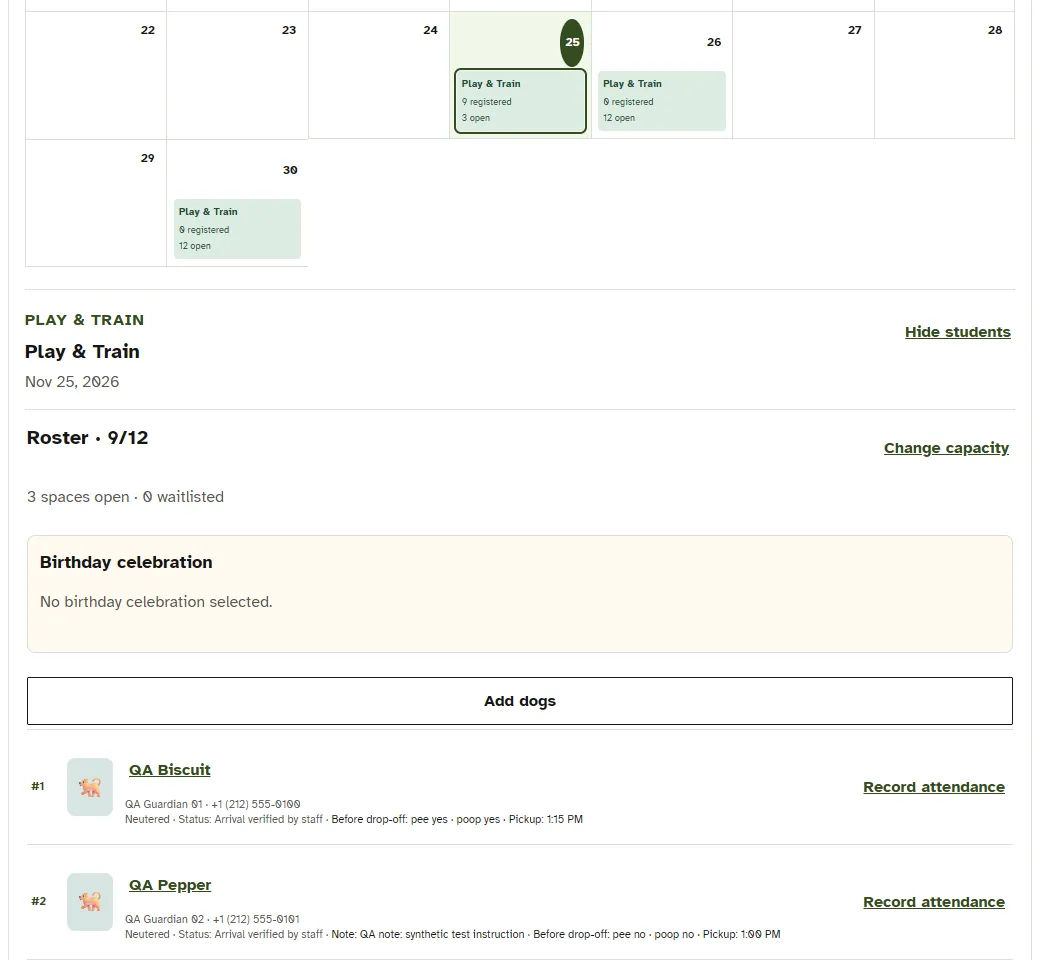 22 23 24 25 26 27 28
Play & Train
9 registered
3 open
Play & Train
0 registered
12 open
29 30
Play & Train
0 registered
12 open
PLAY & TRAIN
Play & Train
Nov 25, 2026
Hide students
Roster · 9/12
Change capacity
3 spaces open · 0 waitlisted
Birthday celebration
No birthday celebration selected.
Add dogs
#1
QA Biscuit
QA Guardian 01 · +1 (212) 555-0100
Neutered · Status: Arrival verified by staff · Before drop-off: pee yes · poop yes · Pickup: 1:15 PM
Record attendance
#2
QA Pepper
QA Guardian 02 · +1 (212) 555-0101
Neutered · Status: Arrival verified by staff · Note: QA note: synthetic test instruction · Before drop-off: pee no · poop no · Pickup: 1:00 PM
Record attendance